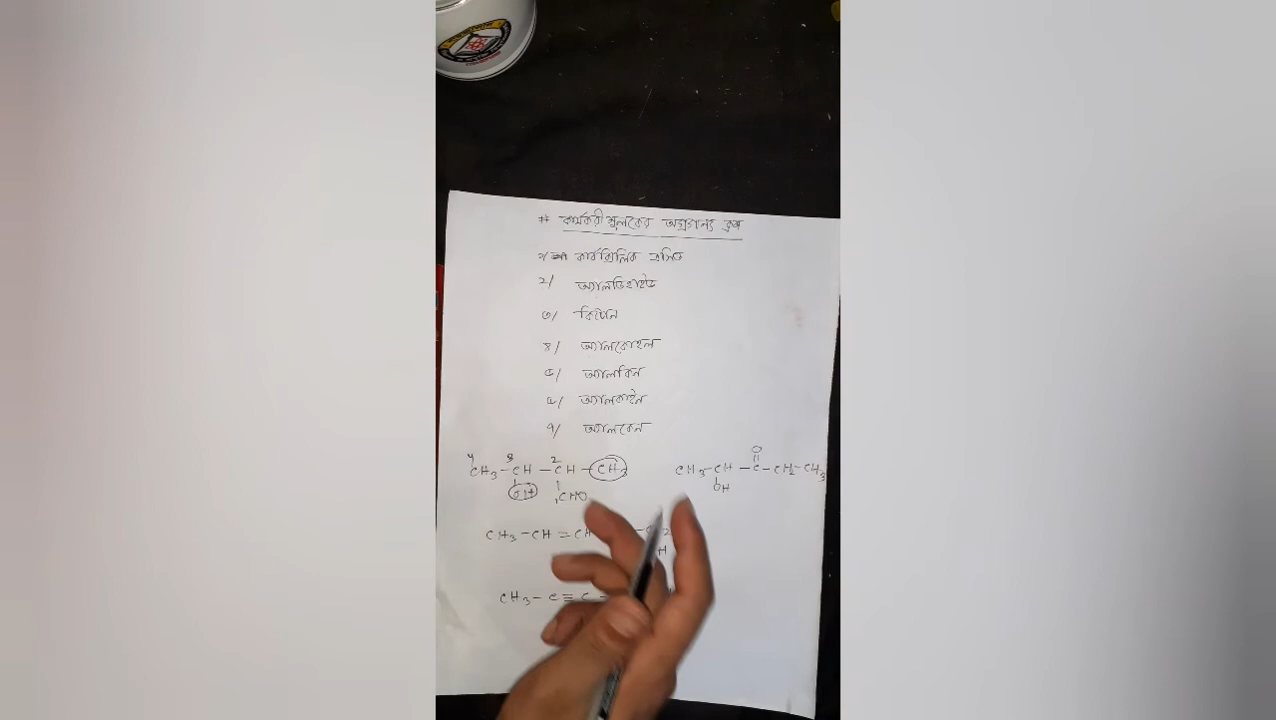 # কার্যকরী মূলকের অগ্রগন্য ক্রম
১/ কার্বক্সিলিক এসিড
২/ অ্যালডিহাইড
৩/ কিটোন
৪/ অ্যালকোহল
৫/ অ্যালকিন
৬/ অ্যালকাইন
৭/ অ্যালকেন
4 3 2 O
CH3 - CH - CH - CH3 CH3 - CH - C - CH2 - CH3
OH 1CHO OH
CH3 - CH = CH
CH3 - C ≡ C -